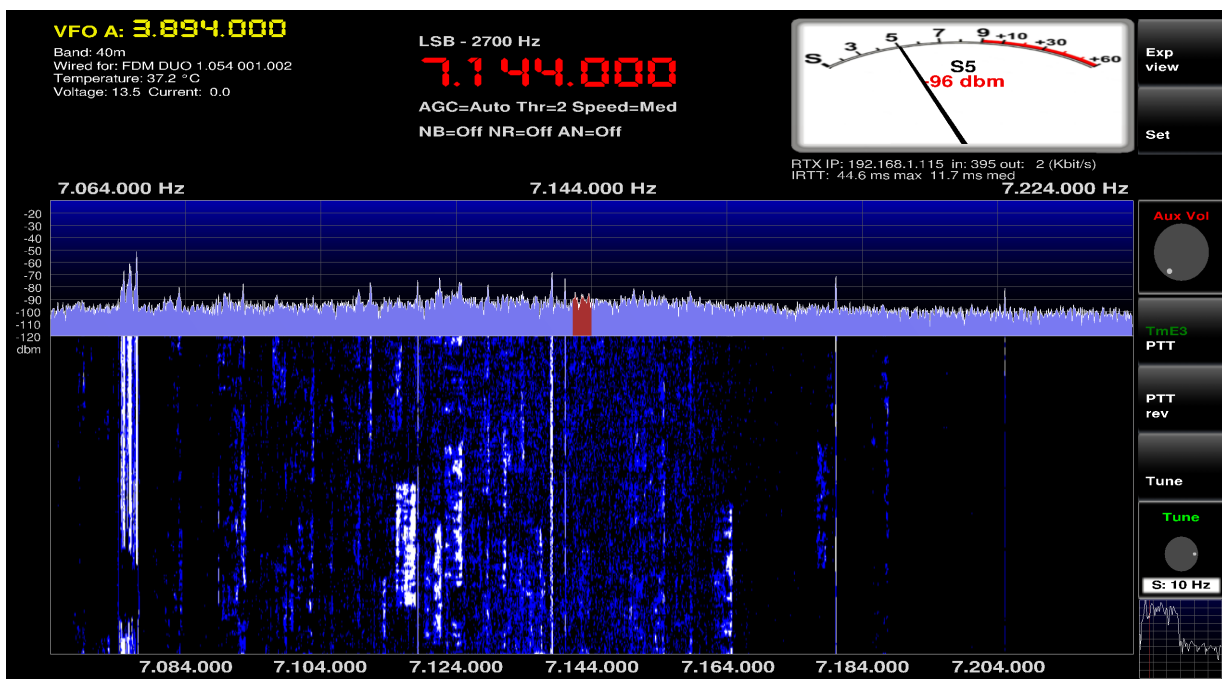 VFO A: 3.894.000
Band: 40m
Wired for: FDM DUO 1.054 001.002
Temperature: 37.2 °C
Voltage: 13.5 Current: 0.0
LSB - 2700 Hz
7.144.000
AGC=Auto Thr=2 Speed=Med
NB=Off NR=Off AN=Off
S 3 5 7 9 +10 +30 +60
S5
-96 dbm
RTX IP: 192.168.1.115 in: 395 out: 2 (Kbit/s)
IRTT: 44.6 ms max 11.7 ms med
Exp
view
Set
7.064.000 Hz 7.144.000 Hz 7.224.000 Hz
-20
-30
-40
-50
-60
-70
-80
-90
-100
-110
-120
dbm
Aux Vol
TmE3
PTT
PTT
rev
Tune
Tune
S: 10 Hz
7.084.000 7.104.000 7.124.000 7.144.000 7.164.000 7.184.000 7.204.000